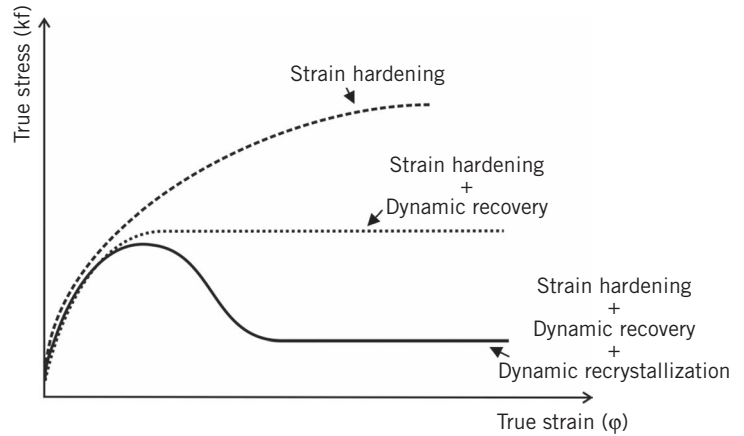 True stress (kf)
Strain hardening
Strain hardening
+
Dynamic recovery
Strain hardening
+
Dynamic recovery
+
Dynamic recrystallization
True strain (φ)